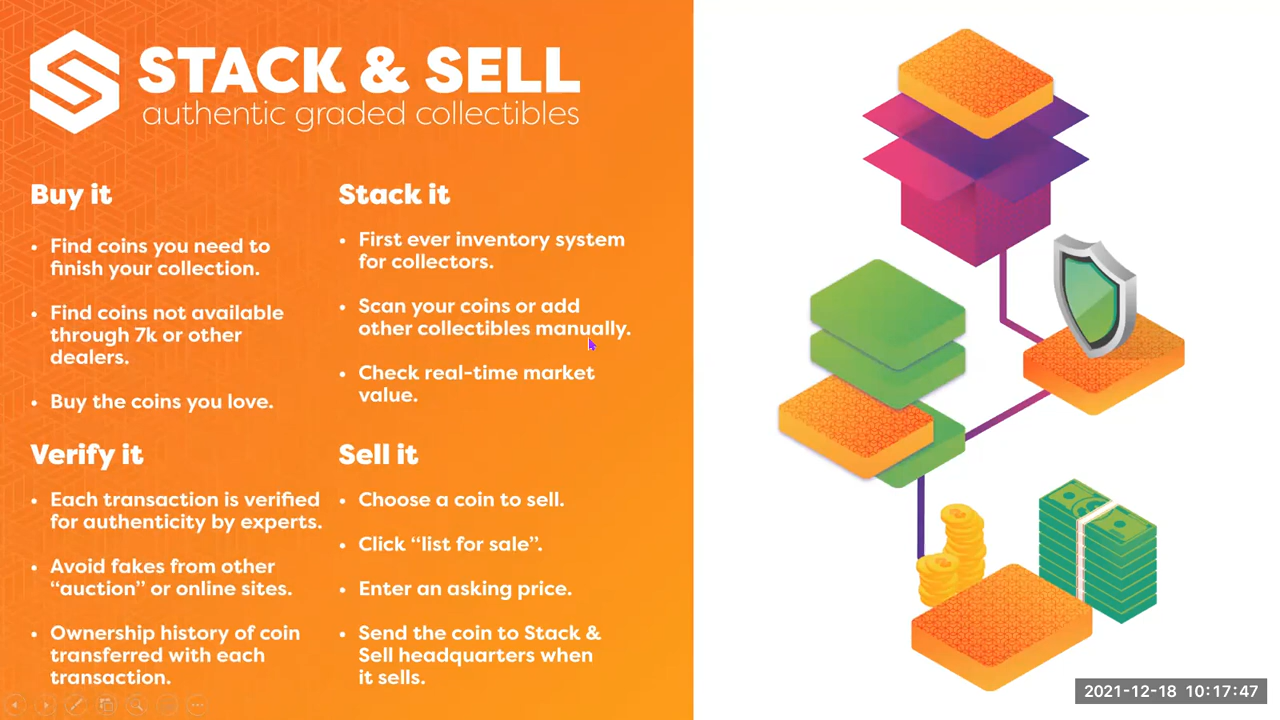 STACK & SELL
authentic graded collectibles
Buy it
• Find coins you need to
finish your collection.
• Find coins not available
through 7k or other
dealers.
• Buy the coins you love.
Stack it
• First ever inventory system
for collectors.
• Scan your coins or add
other collectibles manually.
• Check real-time market
value.
Verify it
• Each transaction is verified
for authenticity by experts.
• Avoid fakes from other
“auction” or online sites.
• Ownership history of coin
transferred with each
transaction.
Sell it
• Choose a coin to sell.
• Click “list for sale”.
• Enter an asking price.
• Send the coin to Stack &
Sell headquarters when
it sells.
2021-12-18 10:17:47